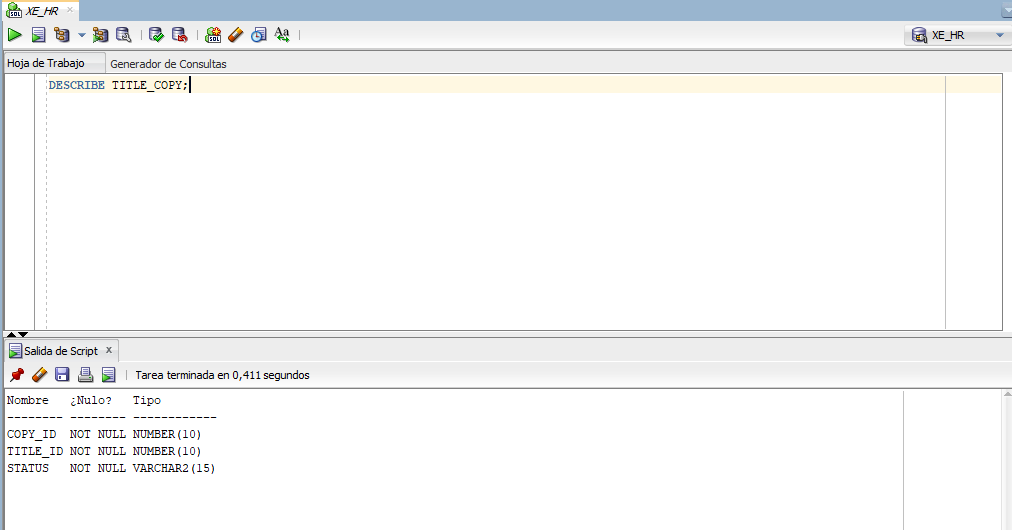 XE_HR
XE_HR
Hoja de Trabajo Generador de Consultas
DESCRIBE TITLE_COPY;
Salida de Script x
Tarea terminada en 0,411 segundos
Nombre ¿Nulo? Tipo
-------- -------- ------------
COPY_ID NOT NULL NUMBER(10)
TITLE_ID NOT NULL NUMBER(10)
STATUS NOT NULL VARCHAR2(15)